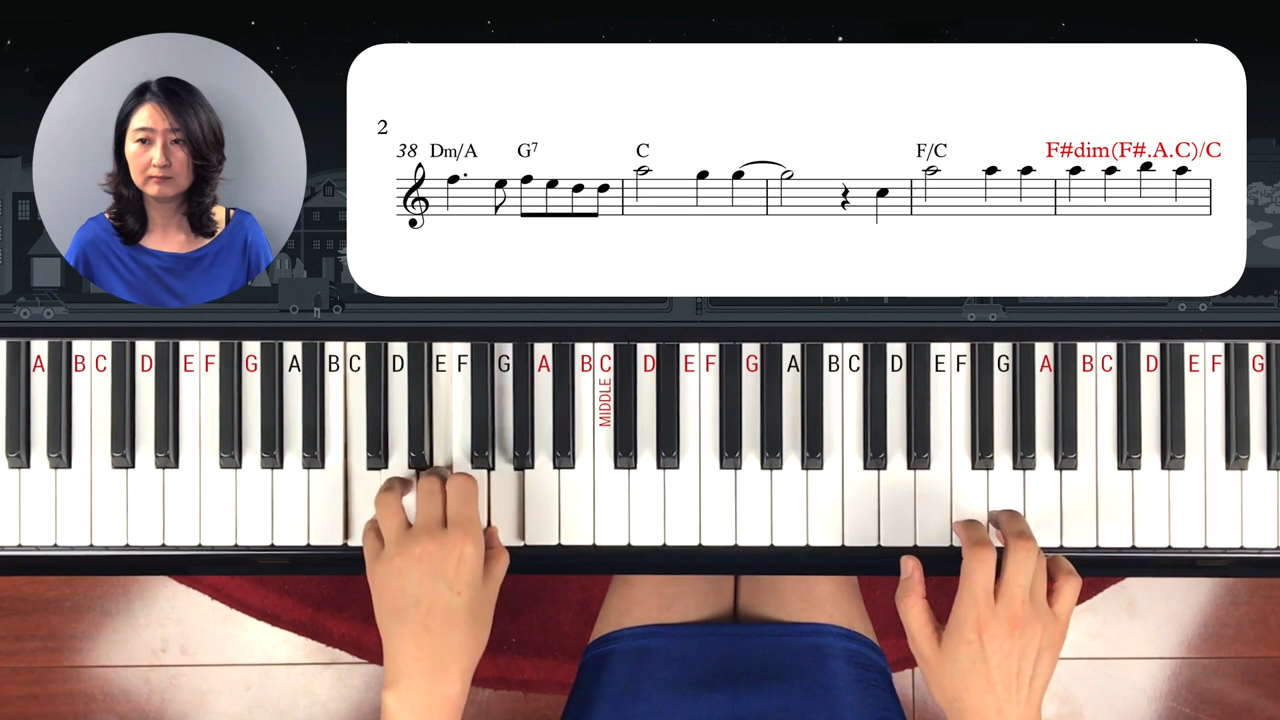 2
38 Dm/A G7 C F/C F#dim(F#.A.C)/C
A B C D E F G A B C D E F G A B C D E F G A B C D E F G A B C D E F G
MIDDLE